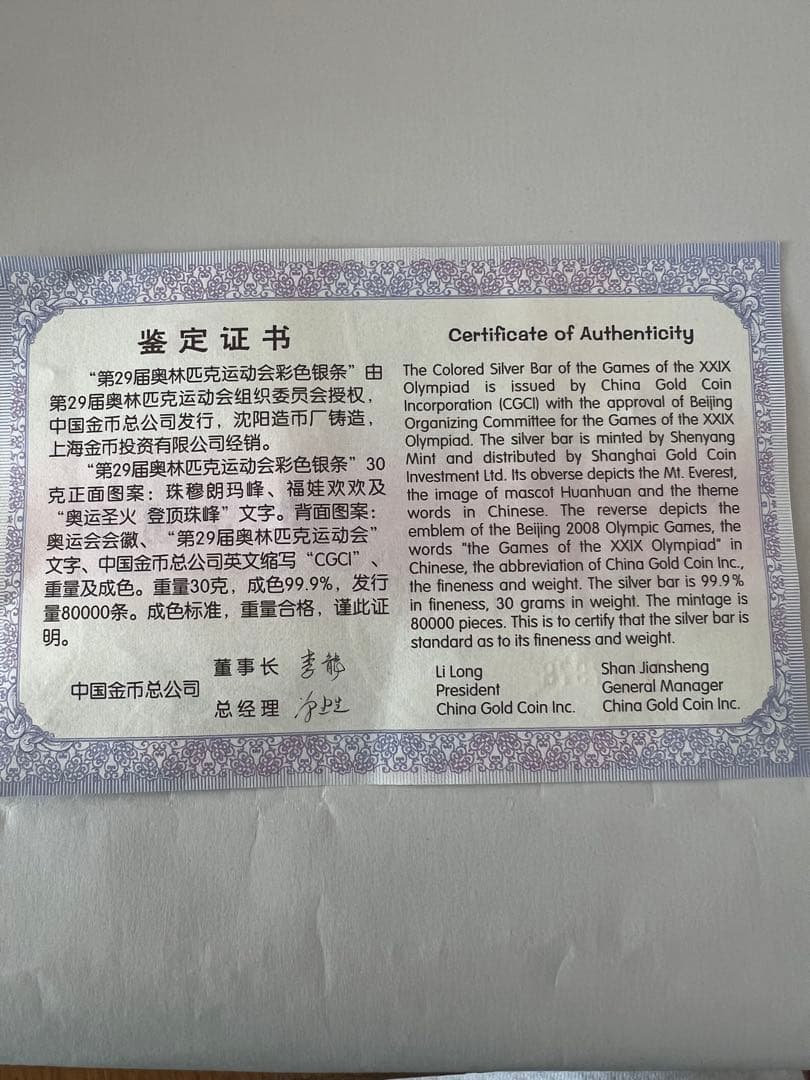 鉴定证书
“第29届奥林匹克运动会彩色银条”由
第29届奥林匹克运动会组织委员会授权，
中国金币总公司发行，沈阳造币厂铸造，
上海金币投资有限公司经销。
“第29届奥林匹克运动会彩色银条”30
克正面图案：珠穆朗玛峰、福娃欢欢及
“奥运圣火 登顶珠峰”文字。背面图案：
奥运会会徽、“第29届奥林匹克运动会”
文字、中国金币总公司英文缩写“CGCI”、
重量及成色。重量30克，成色99.9%，发行
量80000条。成色标准，重量合格，谨此证
明。
中国金币总公司
董事长 李龍
总经理
Certificate of Authenticity
The Colored Silver Bar of the Games of the XXIX
Olympiad is issued by China Gold Coin
Incorporation (CGCI) with the approval of Beijing
Organizing Committee for the Games of the XXIX
Olympiad. The silver bar is minted by Shenyang
Mint and distributed by Shanghai Gold Coin
Investment Ltd. Its obverse depicts the Mt. Everest,
the image of mascot Huanhuan and the theme
words in Chinese. The reverse depicts the
emblem of the Beijing 2008 Olympic Games, the
words "the Games of the XXIX Olympiad" in
Chinese, the abbreviation of China Gold Coin Inc.,
the fineness and weight. The silver bar is 99.9%
in fineness, 30 grams in weight. The mintage is
80000 pieces. This is to certify that the silver bar is
standard as to its fineness and weight.
Li Long
President
China Gold Coin Inc.
Shan Jiansheng
General Manager
China Gold Coin Inc.